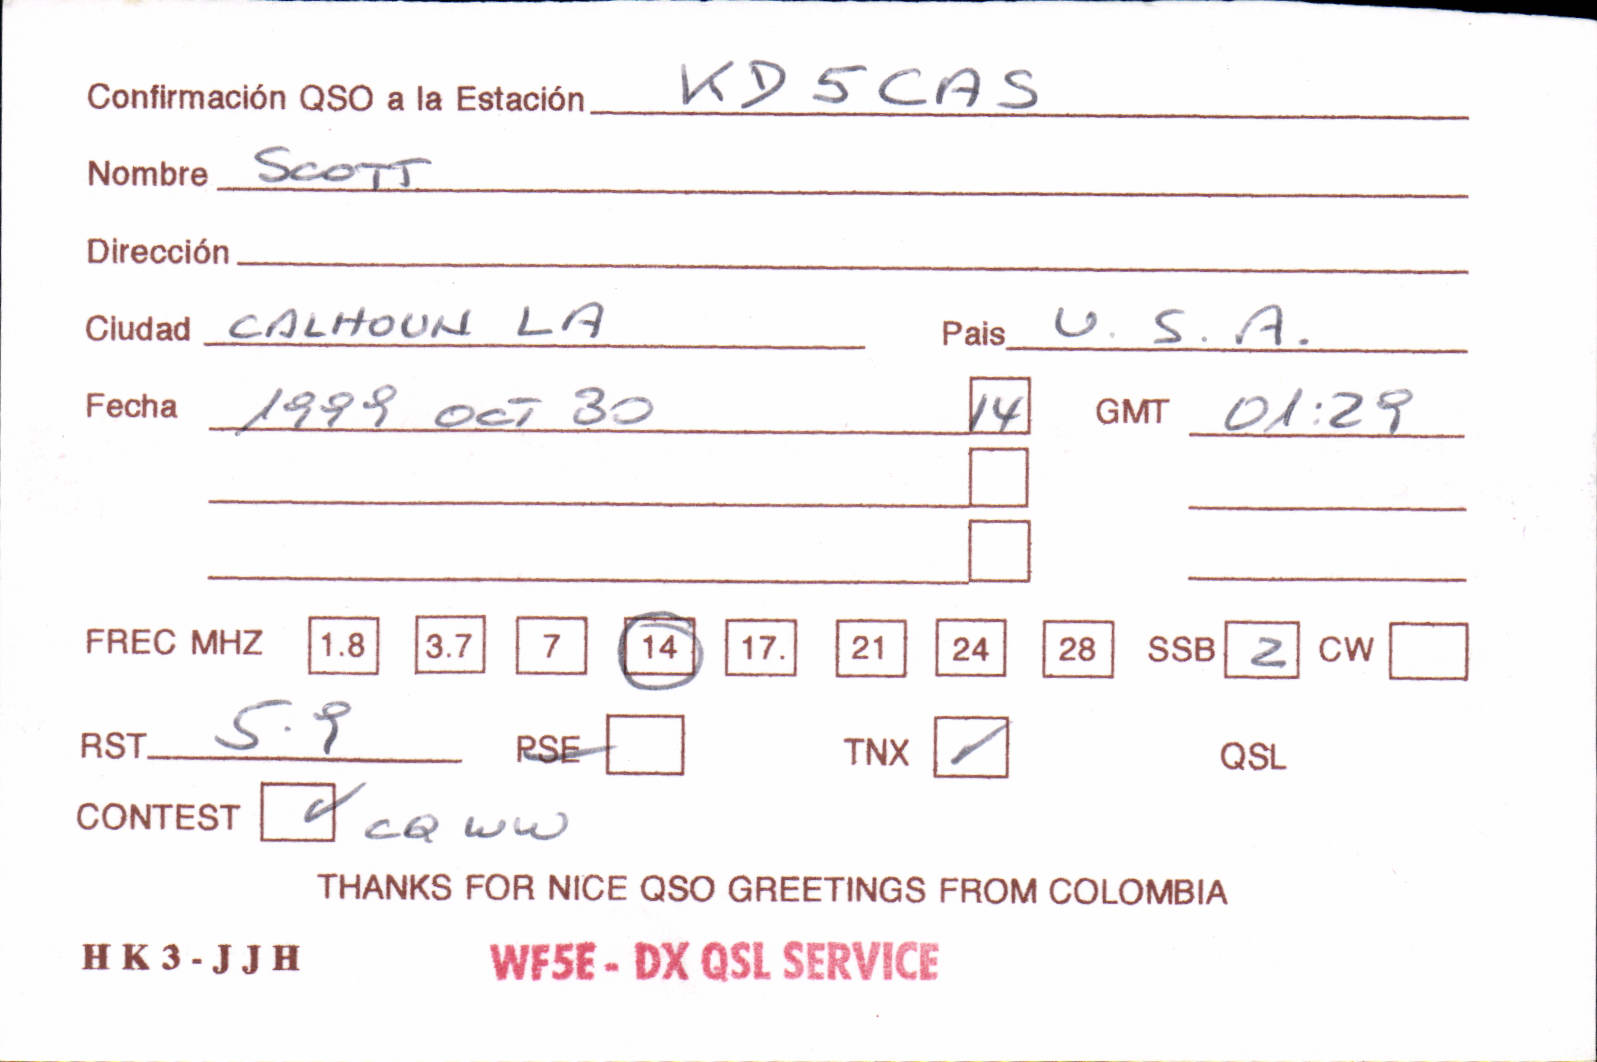 Confirmación QSO a la Estación KD5CAS
Nombre SCOTT
Dirección
Ciudad CALHOUN LA Pais U.S.A.
Fecha 1999 OCT 30 14 GMT 01:29
FREC MHZ 1.8 3.7 7 14 17. 21 24 28 SSB 2 CW
RST 5.9 PSE TNX QSL
CONTEST CQ WW
THANKS FOR NICE QSO GREETINGS FROM COLOMBIA
HK3-JJH WF5E - DX QSL SERVICE